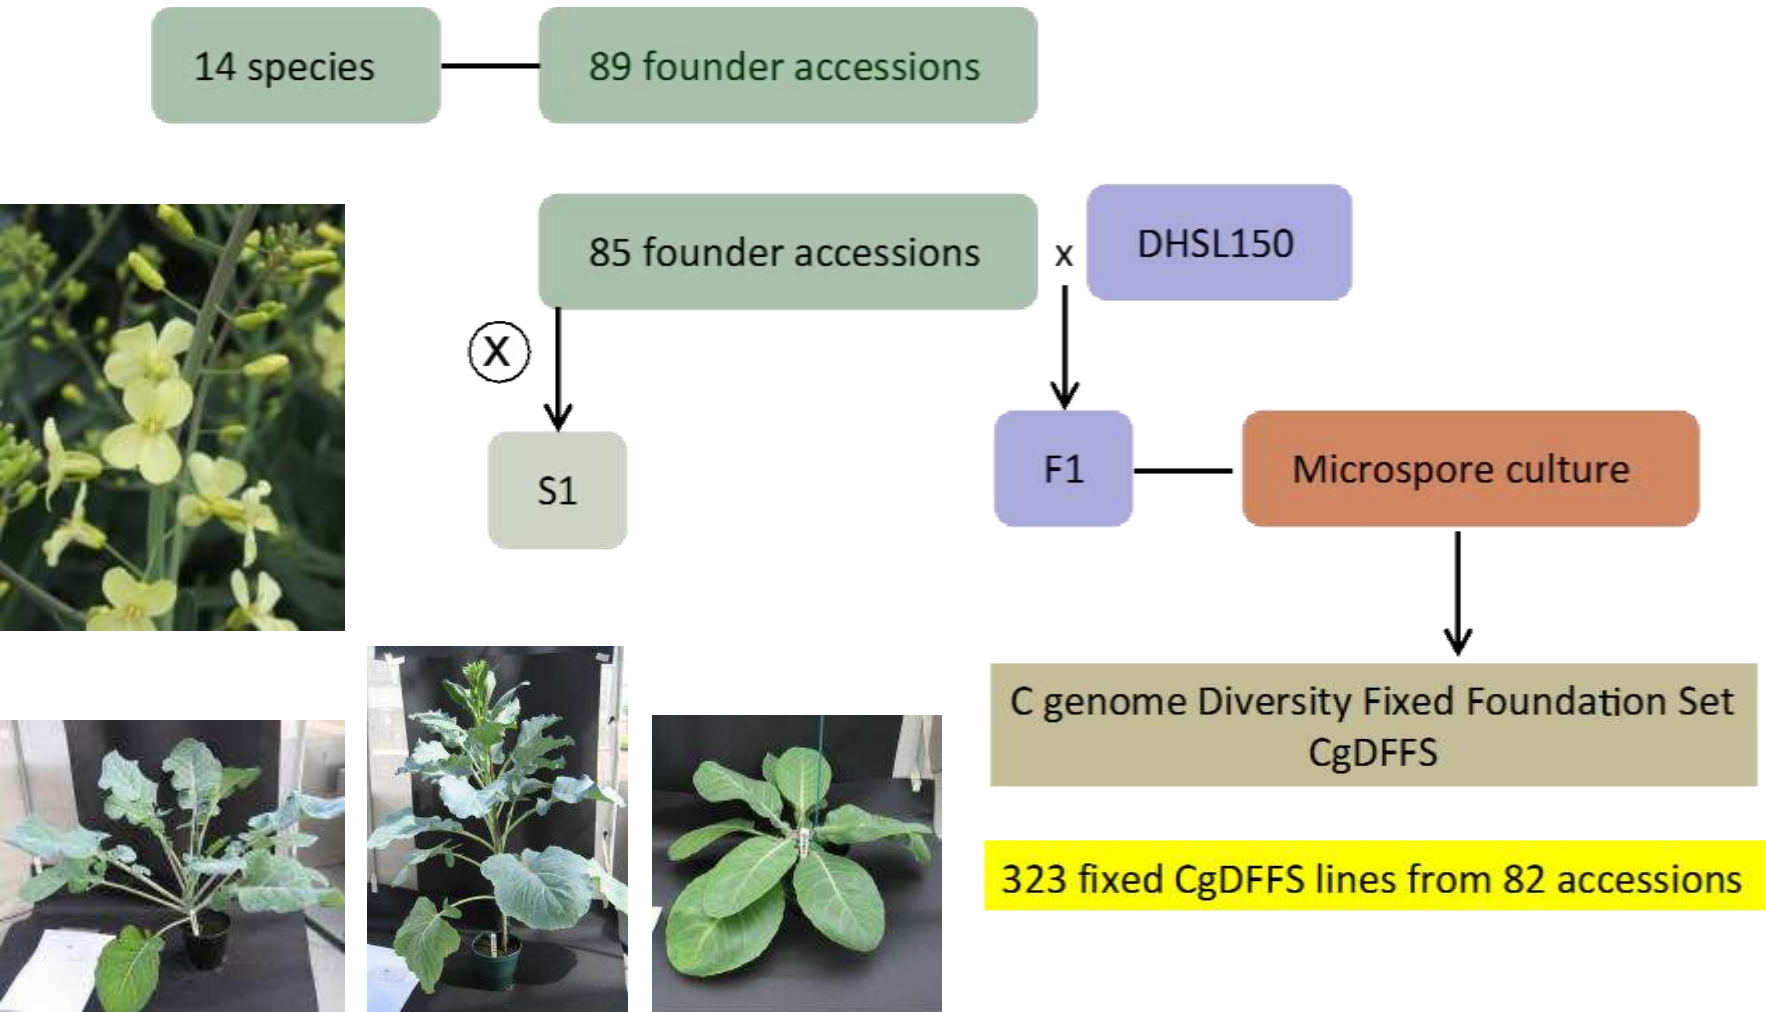 14 species
89 founder accessions
85 founder accessions
x
DHSL150
X
S1
F1
Microspore culture
C genome Diversity Fixed Foundation Set
CgDFFS
323 fixed CgDFFS lines from 82 accessions